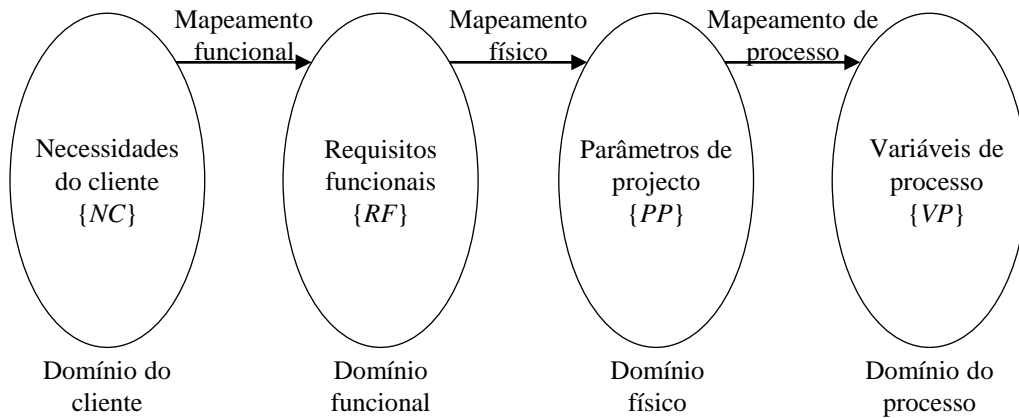 Mapeamento
funcional
Mapeamento
físico
Mapeamento de
processo
Necessidades
do cliente
{NC}
Requisitos
funcionais
{RF}
Parâmetros de
projecto
{PP}
Variáveis de
processo
{VP}
Domínio do
cliente
Domínio
funcional
Domínio
físico
Domínio do
processo